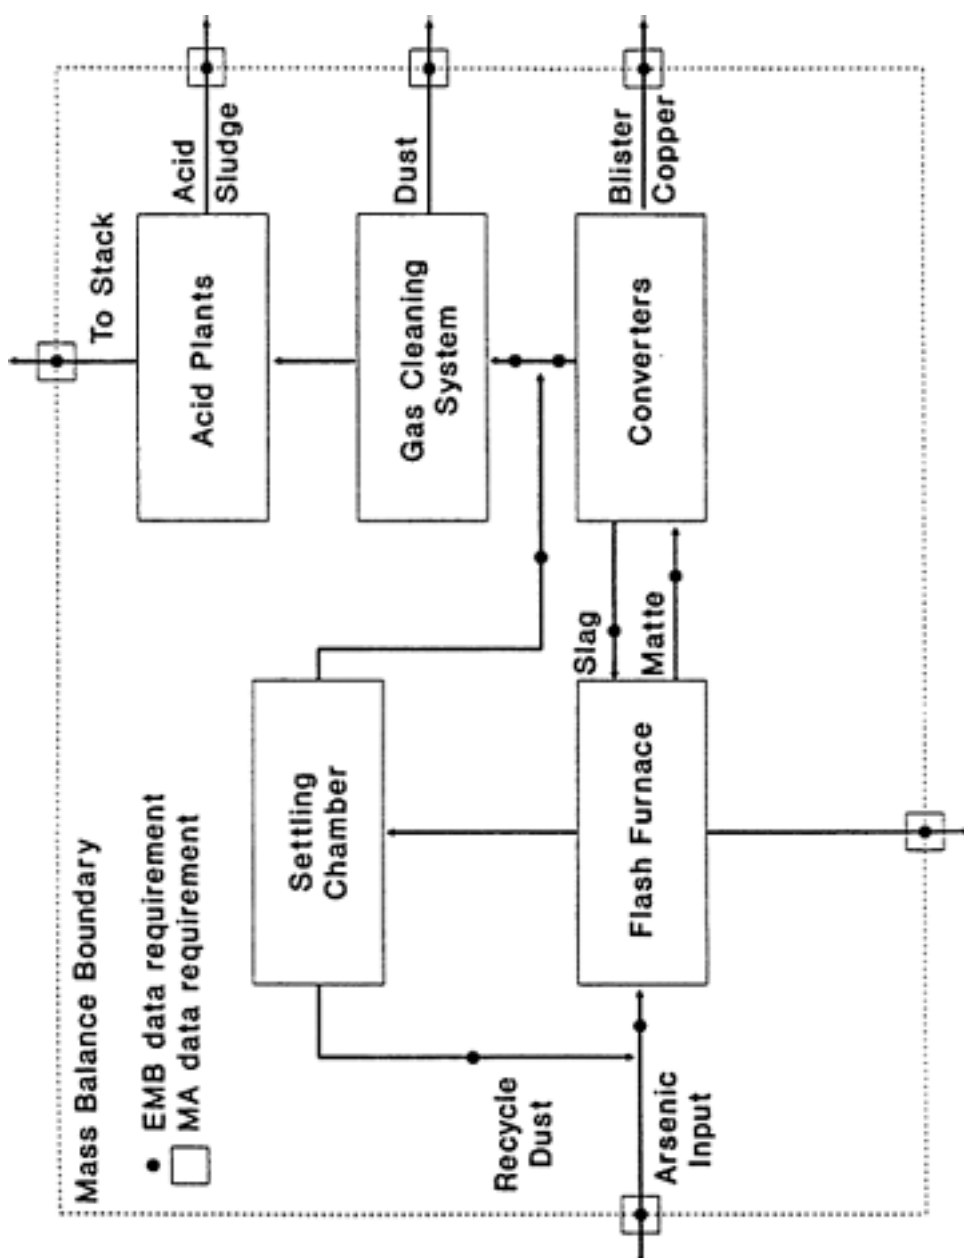 Mass Balance Boundary
EMB data requirement
MA data requirement
Settling
Chamber
To Stack
Acid Plants
Acid
Sludge
Recycle
Dust
Gas Cleaning
System
Dust
Arsenic
Input
Flash Furnace
Slag
Matte
Converters
Blister
Copper